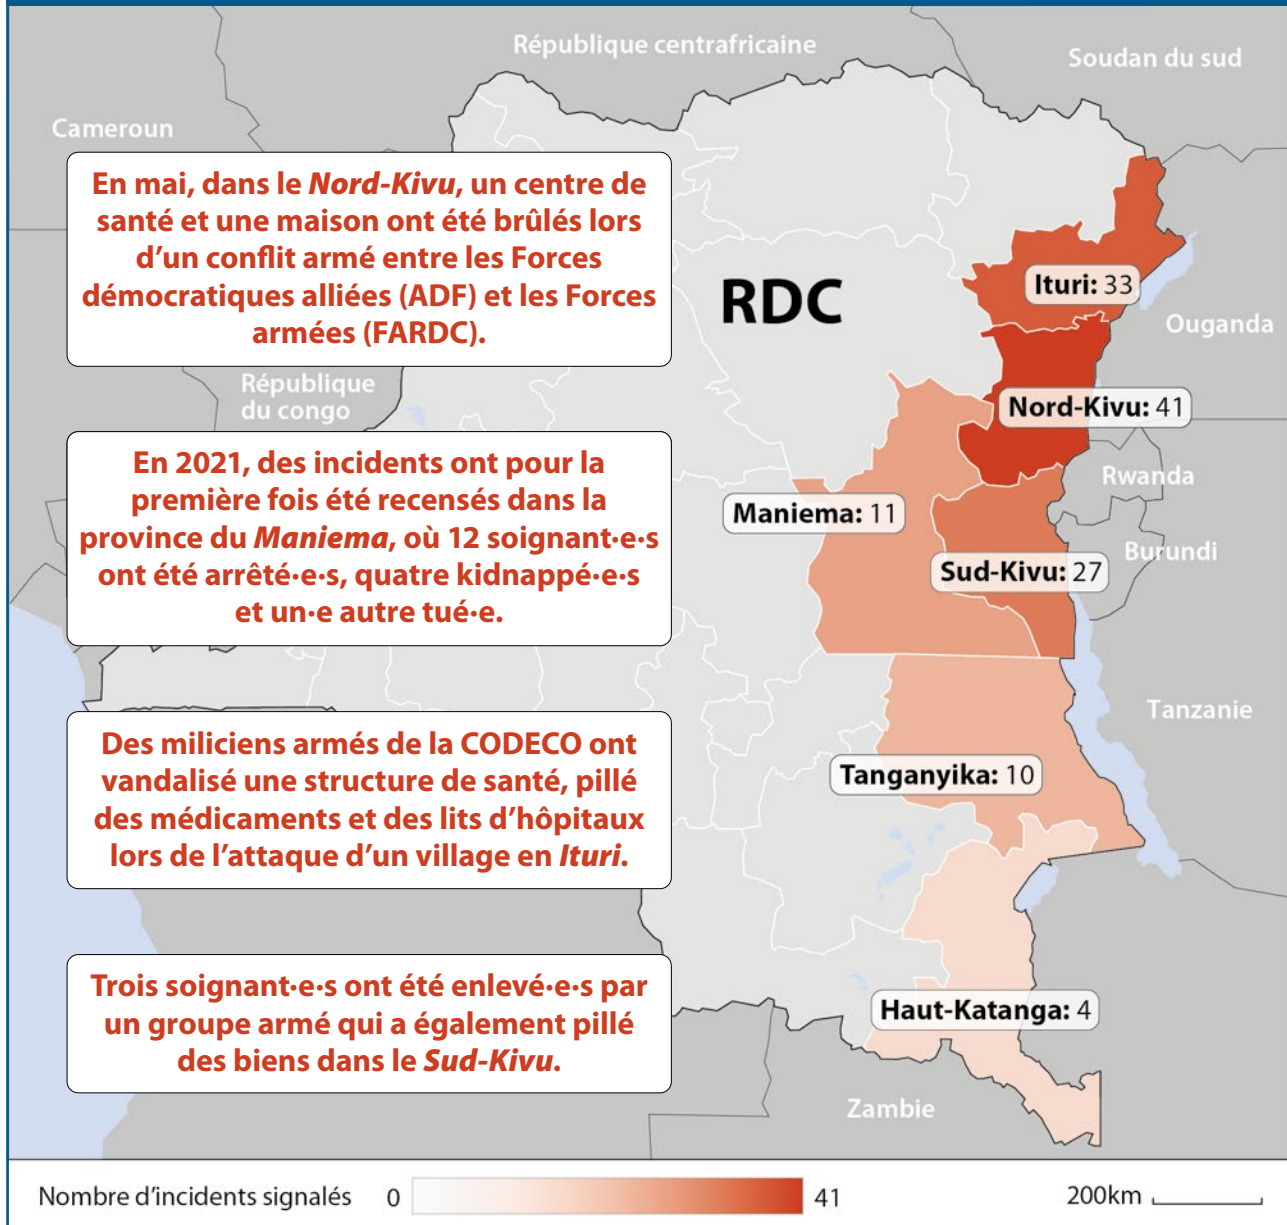 République centrafricaine
Soudan du sud
Cameroun
En mai, dans le Nord-Kivu, un centre de
santé et une maison ont été brûlés lors
d’un conflit armé entre les Forces
démocratiques alliées (ADF) et les Forces
armées (FARDC).
RDC
Ituri: 33
Ouganda
République
du congo
Nord-Kivu: 41
En 2021, des incidents ont pour la
première fois été recensés dans la
province du Maniema, où 12 soignant·e·s
ont été arrêté·e·s, quatre kidnappé·e·s
et un·e autre tué·e.
Rwanda
Maniema: 11
Burundi
Sud-Kivu: 27
Tanzanie
Des miliciens armés de la CODECO ont
vandalisé une structure de santé, pillé
des médicaments et des lits d’hôpitaux
lors de l’attaque d’un village en Ituri.
Tanganyika: 10
Trois soignant·e·s ont été enlevé·e·s par
un groupe armé qui a également pillé
des biens dans le Sud-Kivu.
Haut-Katanga: 4
Zambie
Nombre d’incidents signalés 0 41 200km